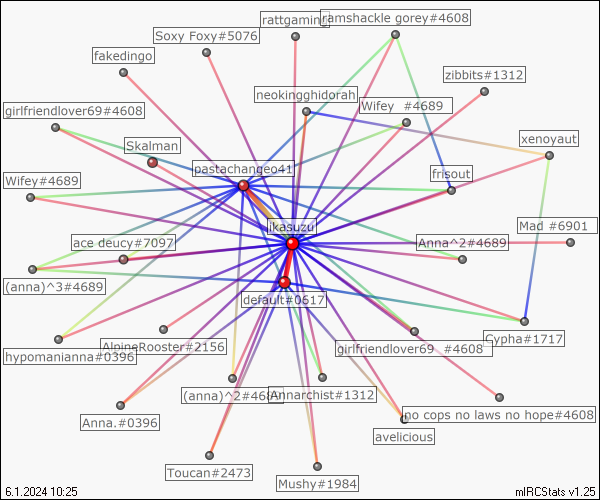 rattgaming
ramshackle gorey#4608
Soxy Foxy#5076
fakedingo
zibbits#1312
neokingghidorah
Wifey  #4689
girlfriendlover69#4608
xenoyaut
Skalman
pastachangeo41
frisout
Wifey#4689
ikasuzu
Mad #6901
ace deucy#7097
Anna^2#4689
(anna)^3#4689
default#0617
Cypha#1717
AlpineRooster#2156
girlfriendlover69  #4608
hypomanianna#0396
(anna)^2#468
Annarchist#1312
no cops no laws no hope#4608
Anna.#0396
avelicious
Toucan#2473
Mushy#1984
6.1.2024 10:25
mIRCStats v1.25